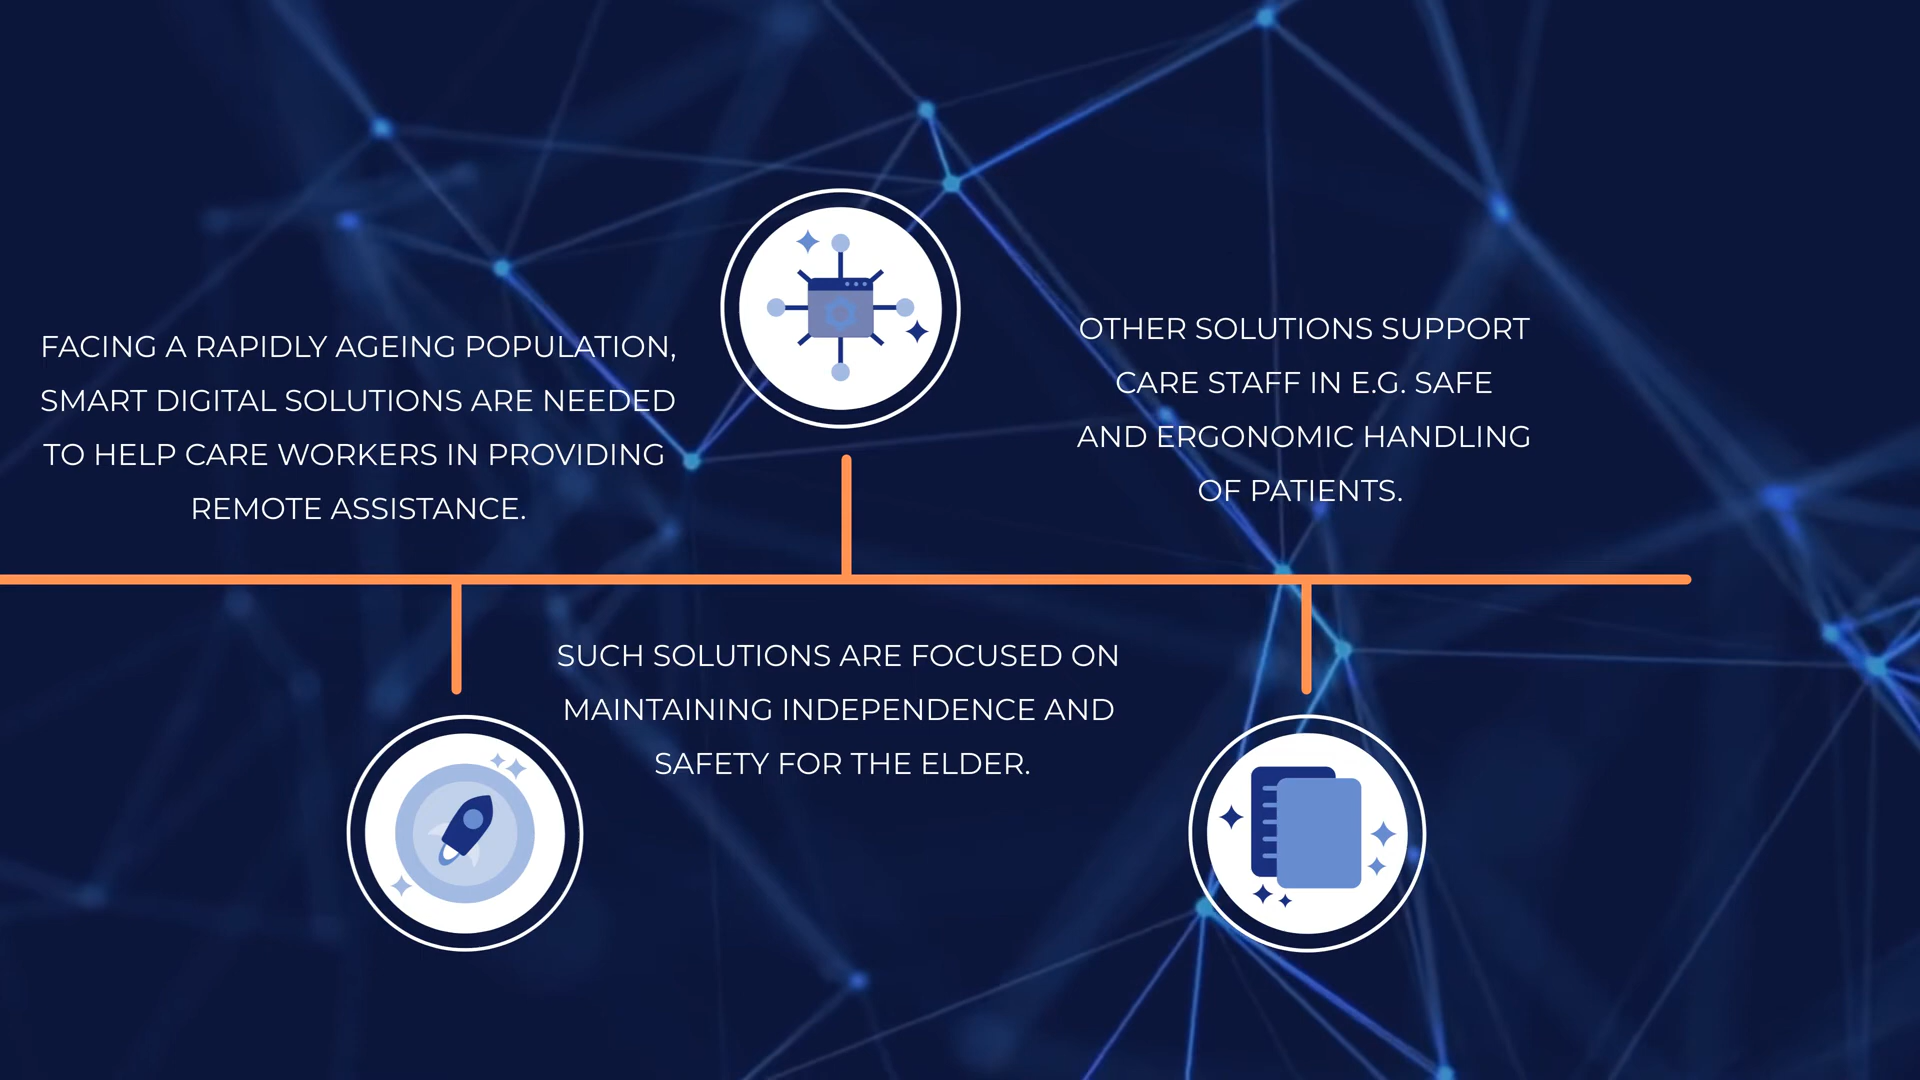 FACING A RAPIDLY AGEING POPULATION,
SMART DIGITAL SOLUTIONS ARE NEEDED
TO HELP CARE WORKERS IN PROVIDING
REMOTE ASSISTANCE.
SUCH SOLUTIONS ARE FOCUSED ON
MAINTAINING INDEPENDENCE AND
SAFETY FOR THE ELDER.
OTHER SOLUTIONS SUPPORT
CARE STAFF IN E.G. SAFE
AND ERGONOMIC HANDLING
OF PATIENTS.